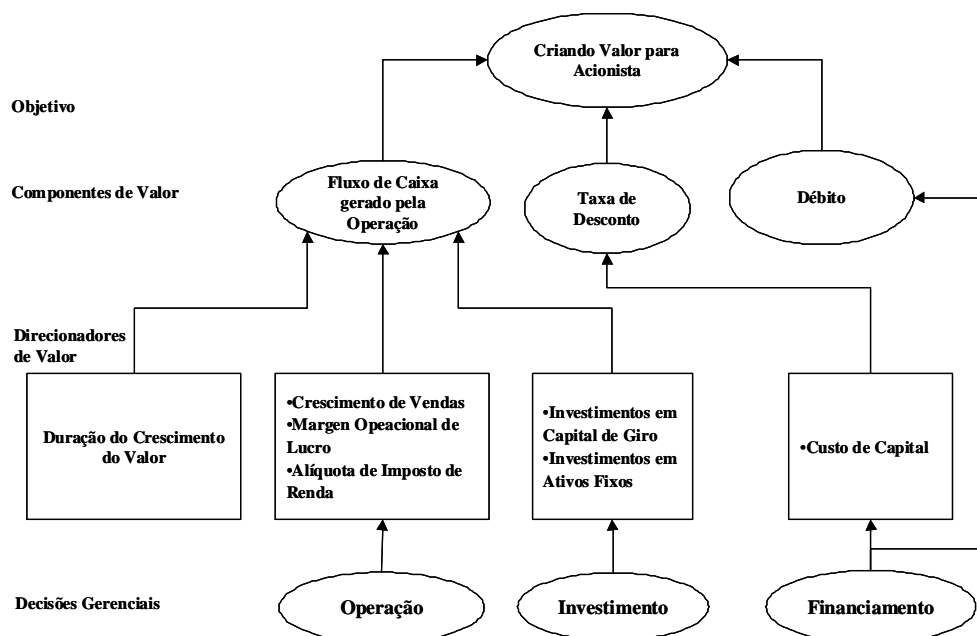 Criando Valor para
Acionista
Objetivo
Componentes de Valor
Fluxo de Caixa
gerado pela
Operação
Taxa de
Desconto
Débito
Direcionadores
de Valor
Duração do Crescimento
do Valor
•Crescimento de Vendas
•Margen Opeacional de
Lucro
•Alíquota de Imposto de
Renda
•Investimentos em
Capital de Giro
•Investimentos em
Ativos Fixos
•Custo de Capital
Decisões Gerenciais
Operação
Investimento
Financiamento